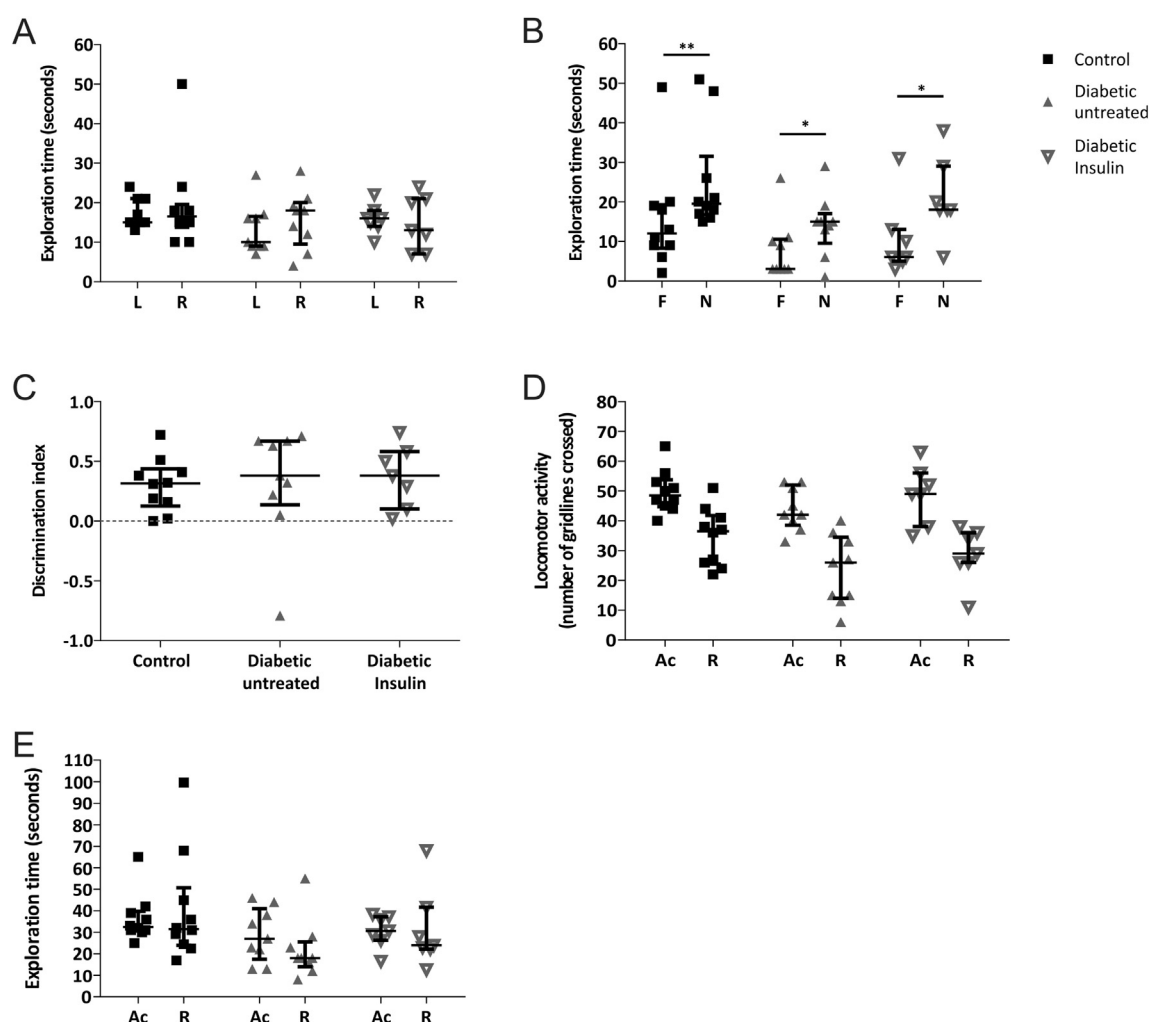 A
Exploration time (seconds)
60
50
40
30
20
10
0
L R L R L R
B
Exploration time (seconds)
60
50
40
30
20
10
0
** * *
F N F N F N
Control
Diabetic
untreated
Diabetic
Insulin
C
Discrimination index
1.0
0.5
0.0
-0.5
-1.0
Control
Diabetic
untreated
Diabetic
Insulin
D
Locomotor activity
(number of gridlines crossed)
80
70
60
50
40
30
20
10
0
Ac R Ac R Ac R
E
Exploration time (seconds)
110
100
90
80
70
60
50
40
30
20
10
0
Ac R Ac R Ac R